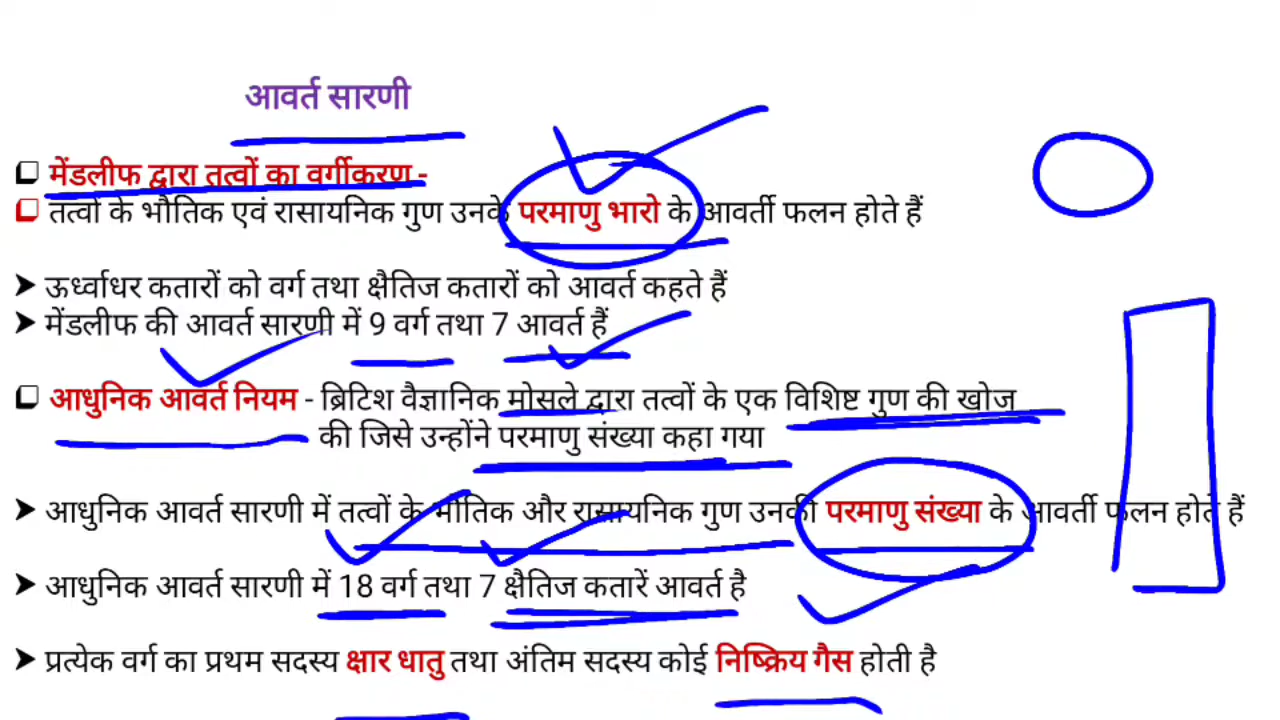 आवर्त सारणी
मेंडलीफ द्वारा तत्वों का वर्गीकरण -
तत्वों के भौतिक एवं रासायनिक गुण उनके परमाणु भारो के आवर्ती फलन होते हैं
ऊर्ध्वाधर कतारों को वर्ग तथा क्षैतिज कतारों को आवर्त कहते हैं
मेंडलीफ की आवर्त सारणी में 9 वर्ग तथा 7 आवर्त हैं
आधुनिक आवर्त नियम - ब्रिटिश वैज्ञानिक मोसले द्वारा तत्वों के एक विशिष्ट गुण की खोज
की जिसे उन्होंने परमाणु संख्या कहा गया
आधुनिक आवर्त सारणी में तत्वों के भौतिक और रासायनिक गुण उनकी परमाणु संख्या के आवर्ती फलन होते हैं
आधुनिक आवर्त सारणी में 18 वर्ग तथा 7 क्षैतिज कतारें आवर्त है
प्रत्येक वर्ग का प्रथम सदस्य क्षार धातु तथा अंतिम सदस्य कोई निष्क्रिय गैस होती है